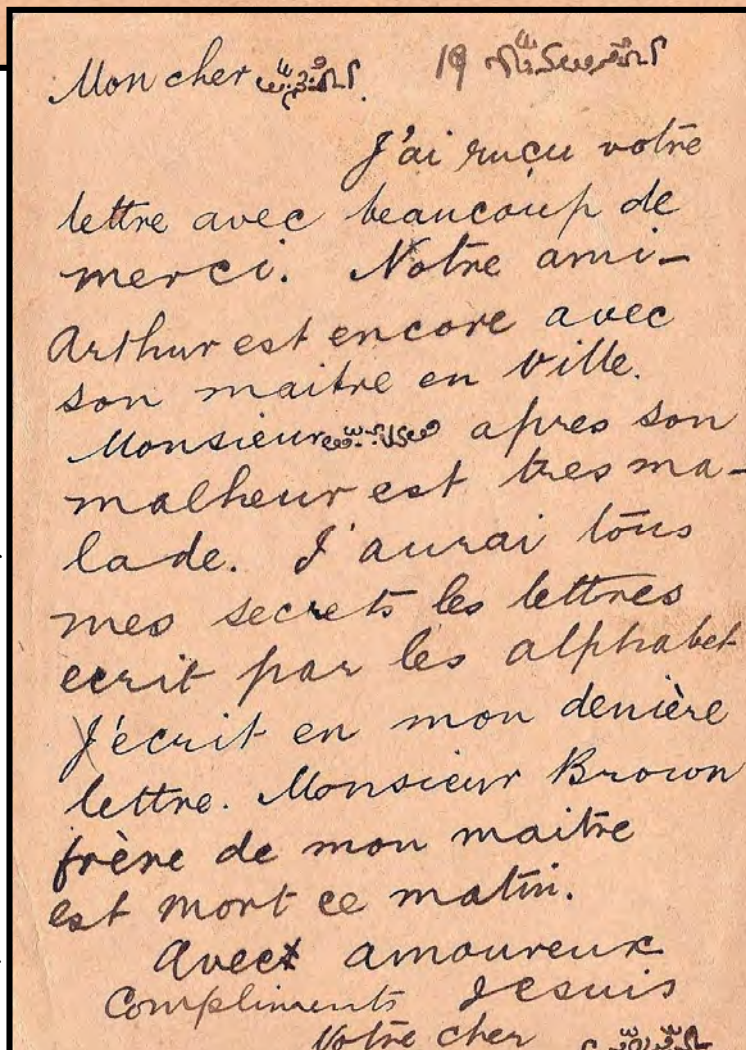 Mon cher
19
J'ai ruçu votre
lettre avec beaucoup de
merci. Notre ami-
Arthur est encore avec
son maitre en ville.
Monsieur apres son
malheur est tres ma-
lade. J'aurai tous
mes secrets les lettres
ecrit par les alphabet
J'écrit en mon denière
lettre. Monsieur Brown
frère de mon maitre
est mort ce matin.
Avec amoureux
Compliments Je suis
Votre cher